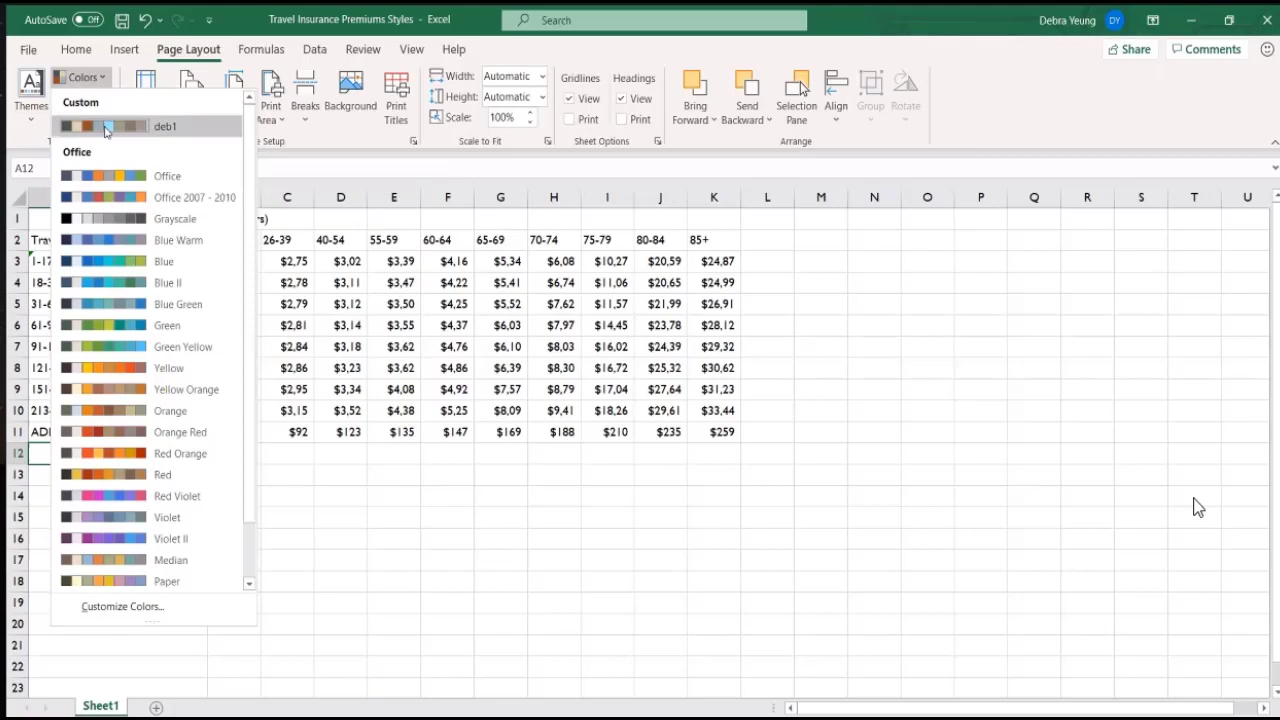 AutoSave Off Travel Insurance Premiums Styles - Excel Search Debra Yeung DY
File Home Insert Page Layout Formulas Data Review View Help Share Comments
Themes Colors Print Area Breaks Background Print Titles Width: Automatic Height: Automatic Scale: 100% Gridlines View Print Headings View Print Bring Forward Send Backward Selection Pane Align Group Rotate
Setup Scale to Fit Sheet Options Arrange
A12
Custom
deb1
Office
Office
Office 2007 - 2010
Grayscale
Blue Warm
Blue
Blue II
Blue Green
Green
Green Yellow
Yellow
Yellow Orange
Orange
Orange Red
Red Orange
Red
Red Violet
Violet
Violet II
Median
Paper
Customize Colors...
C D E F G H I J K L M N O P Q R S T U
1 rs)
2 Trav 26-39 40-54 55-59 60-64 65-69 70-74 75-79 80-84 85+
3 1-17 $2,75 $3,02 $3,39 $4,16 $5,34 $6,08 $10,27 $20,59 $24,87
4 18-3 $2,78 $3,11 $3,47 $4,22 $5,41 $6,74 $11,06 $20,65 $24,99
5 31-6 $2,79 $3,12 $3,50 $4,25 $5,52 $7,62 $11,57 $21,99 $26,91
6 61-9 $2,81 $3,14 $3,55 $4,37 $6,03 $7,97 $14,45 $23,78 $28,12
7 91-1 $2,84 $3,18 $3,62 $4,76 $6,10 $8,03 $16,02 $24,39 $29,32
8 121- $2,86 $3,23 $3,62 $4,86 $6,39 $8,30 $16,72 $25,32 $30,62
9 151- $2,95 $3,34 $4,08 $4,92 $7,57 $8,79 $17,04 $27,64 $31,23
10 213- $3,15 $3,52 $4,38 $5,25 $8,09 $9,41 $18,26 $29,61 $33,44
11 ADI $92 $123 $135 $147 $169 $188 $210 $235 $259
12
13
14
15
16
17
18
19
20
21
22
23
Sheet1